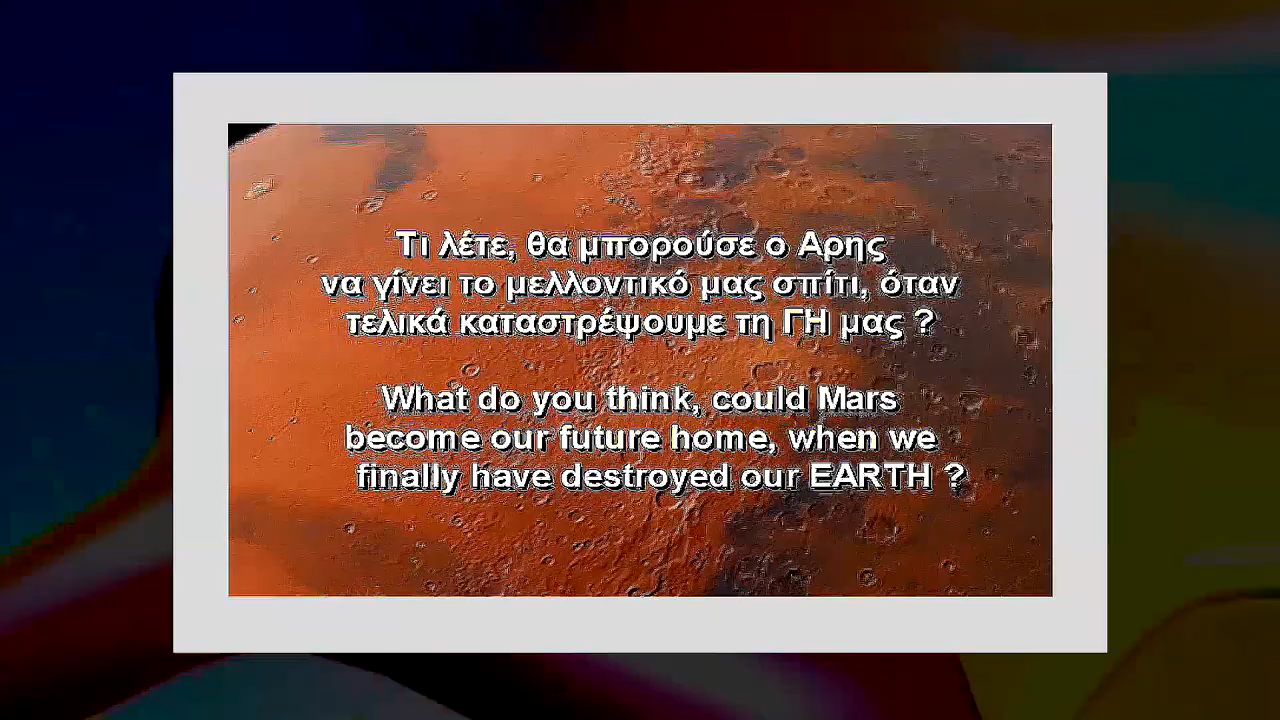 Τι λέτε, θα μπορούσε ο Αρης
να γίνει το μελλοντικό μας σπίτι, όταν
τελικά καταστρέψουμε τη ΓΗ μας ?
What do you think, could Mars
become our future home, when we
finally have destroyed our EARTH ?